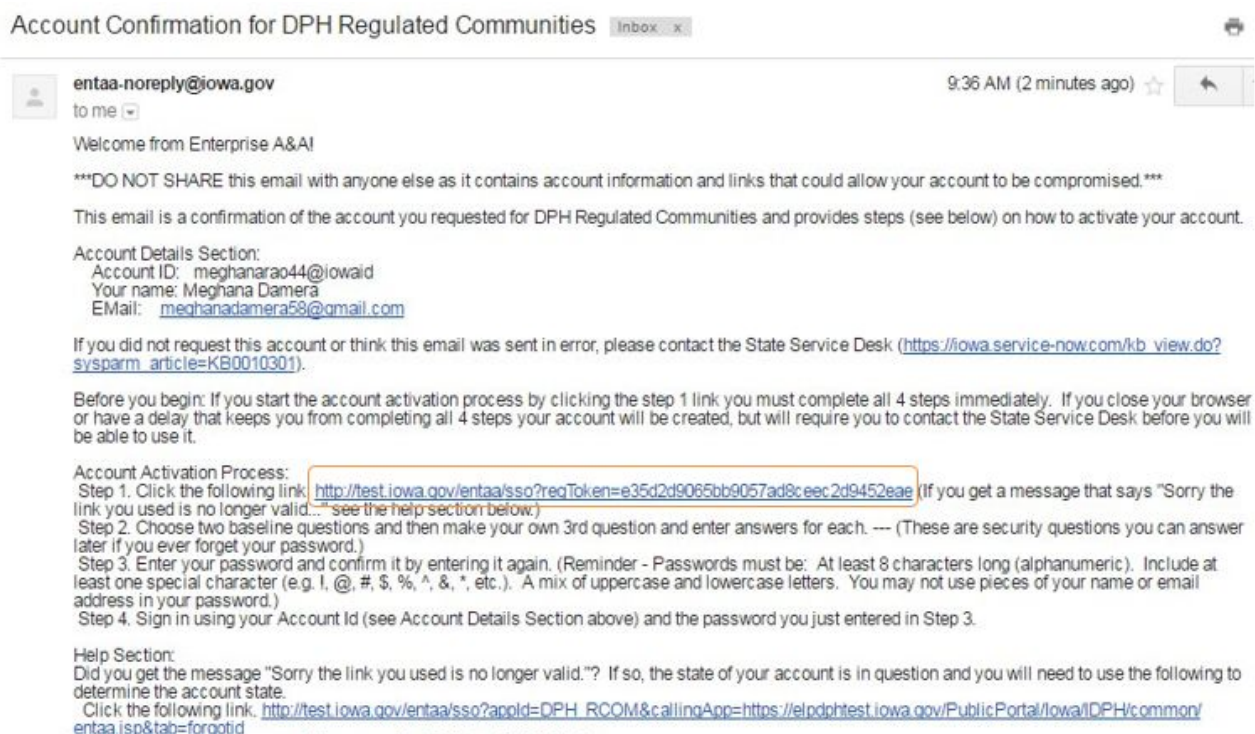 Account Confirmation for DPH Regulated Communities Inbox x
entaa-noreply@iowa.gov 9:36 AM (2 minutes ago)
to me
Welcome from Enterprise A&A!
***DO NOT SHARE this email with anyone else as it contains account information and links that could allow your account to be compromised.***
This email is a confirmation of the account you requested for DPH Regulated Communities and provides steps (see below) on how to activate your account.
Account Details Section:
Account ID: meghanarao44@iowaid
Your name: Meghana Damera
EMail: meghanadamera58@gmail.com
If you did not request this account or think this email was sent in error, please contact the State Service Desk (https://iowa.service-now.com/kb_view.do?
sysparm_article=KB0010301).
Before you begin: If you start the account activation process by clicking the step 1 link you must complete all 4 steps immediately. If you close your browser
or have a delay that keeps you from completing all 4 steps your account will be created, but will require you to contact the State Service Desk before you will
be able to use it.
Account Activation Process:
Step 1. Click the following link. http://test.iowa.gov/entaa/sso?reqToken=e35d2d9065bb9057ad8ceec2d9452eae (If you get a message that says "Sorry the
link you used is no longer valid..." see the help section below.)
Step 2. Choose two baseline questions and then make your own 3rd question and enter answers for each. --- (These are security questions you can answer
later if you ever forget your password.)
Step 3. Enter your password and confirm it by entering it again. (Reminder - Passwords must be: At least 8 characters long (alphanumeric). Include at
least one special character (e.g. !, @, #, $, %, ^, &, *, etc.). A mix of uppercase and lowercase letters. You may not use pieces of your name or email
address in your password.)
Step 4. Sign in using your Account Id (see Account Details Section above) and the password you just entered in Step 3.
Help Section:
Did you get the message "Sorry the link you used is no longer valid."? If so, the state of your account is in question and you will need to use the following to
determine the account state.
Click the following link. http://test.iowa.gov/entaa/sso?appId=DPH_RCOM&callingApp=https://elpdphtest.iowa.gov/PublicPortal/Iowa/IDPH/common/
entaa.jsp&tab=forgotid